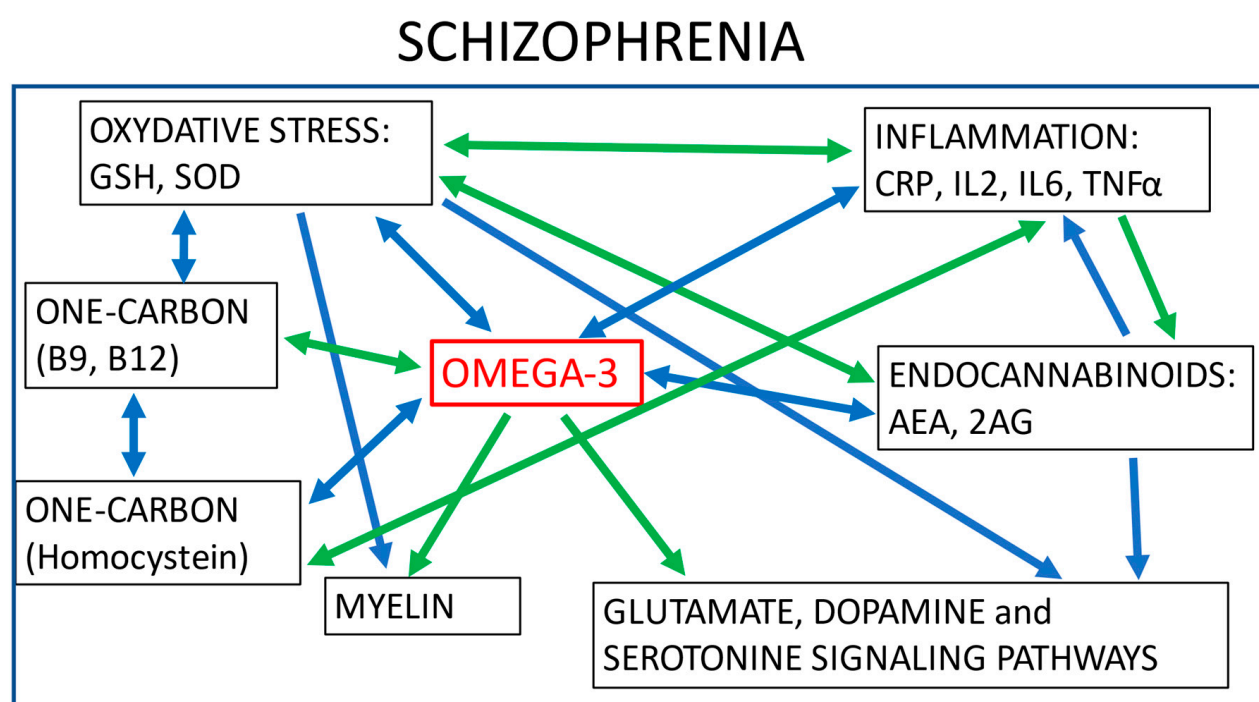 SCHIZOPHRENIA
OXYDATIVE STRESS:
GSH, SOD
INFLAMMATION:
CRP, IL2, IL6, TNFα
ONE-CARBON
(B9, B12)
OMEGA-3
ENDOCANNABINOIDS:
AEA, 2AG
ONE-CARBON
(Homocystein)
MYELIN
GLUTAMATE, DOPAMINE and
SEROTONINE SIGNALING PATHWAYS